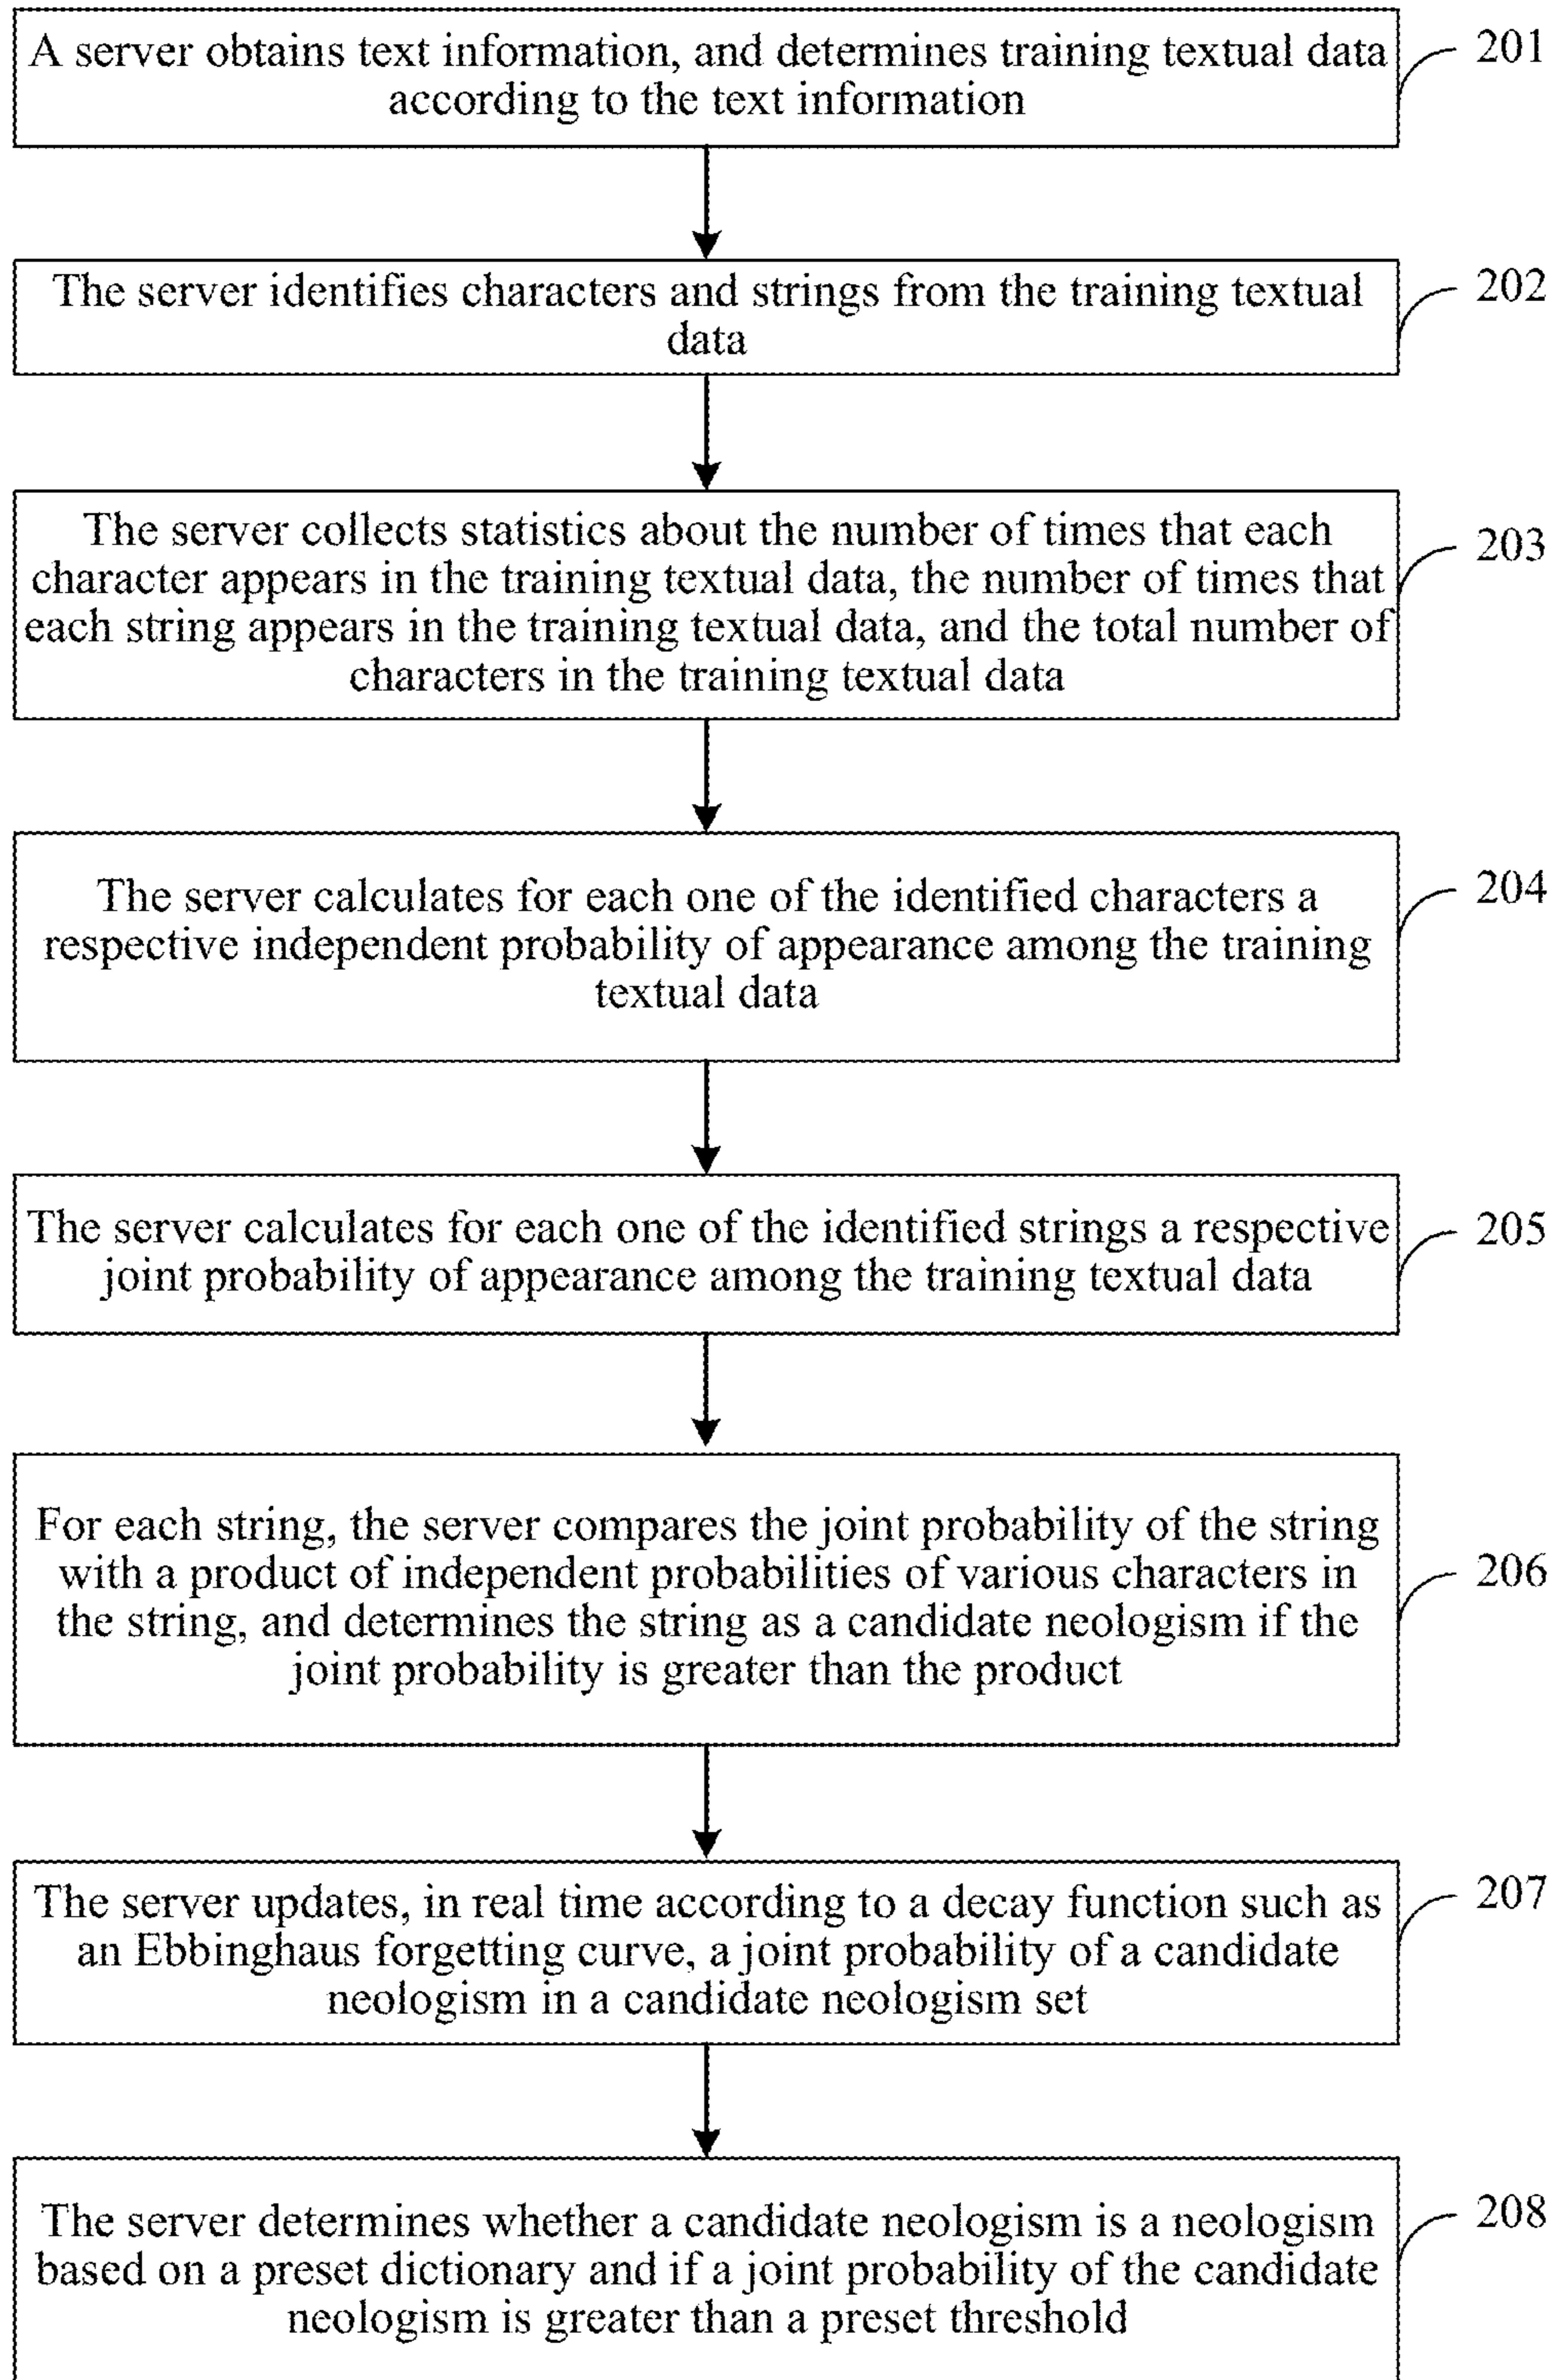 A server obtains text information, and determines training textual data
according to the text information
201
The server identifies characters and strings from the training textual
data
202
The server collects statistics about the number of times that each
character appears in the training textual data, the number of times that
each string appears in the training textual data, and the total number of
characters in the training textual data
203
The server calculates for each one of the identified characters a
respective independent probability of appearance among the training
textual data
204
The server calculates for each one of the identified strings a respective
joint probability of appearance among the training textual data
205
For each string, the server compares the joint probability of the string
with a product of independent probabilities of various characters in
the string, and determines the string as a candidate neologism if the
joint probability is greater than the product
206
The server updates, in real time according to a decay function such as
an Ebbinghaus forgetting curve, a joint probability of a candidate
neologism in a candidate neologism set
207
The server determines whether a candidate neologism is a neologism
based on a preset dictionary and if a joint probability of the candidate
neologism is greater than a preset threshold
208